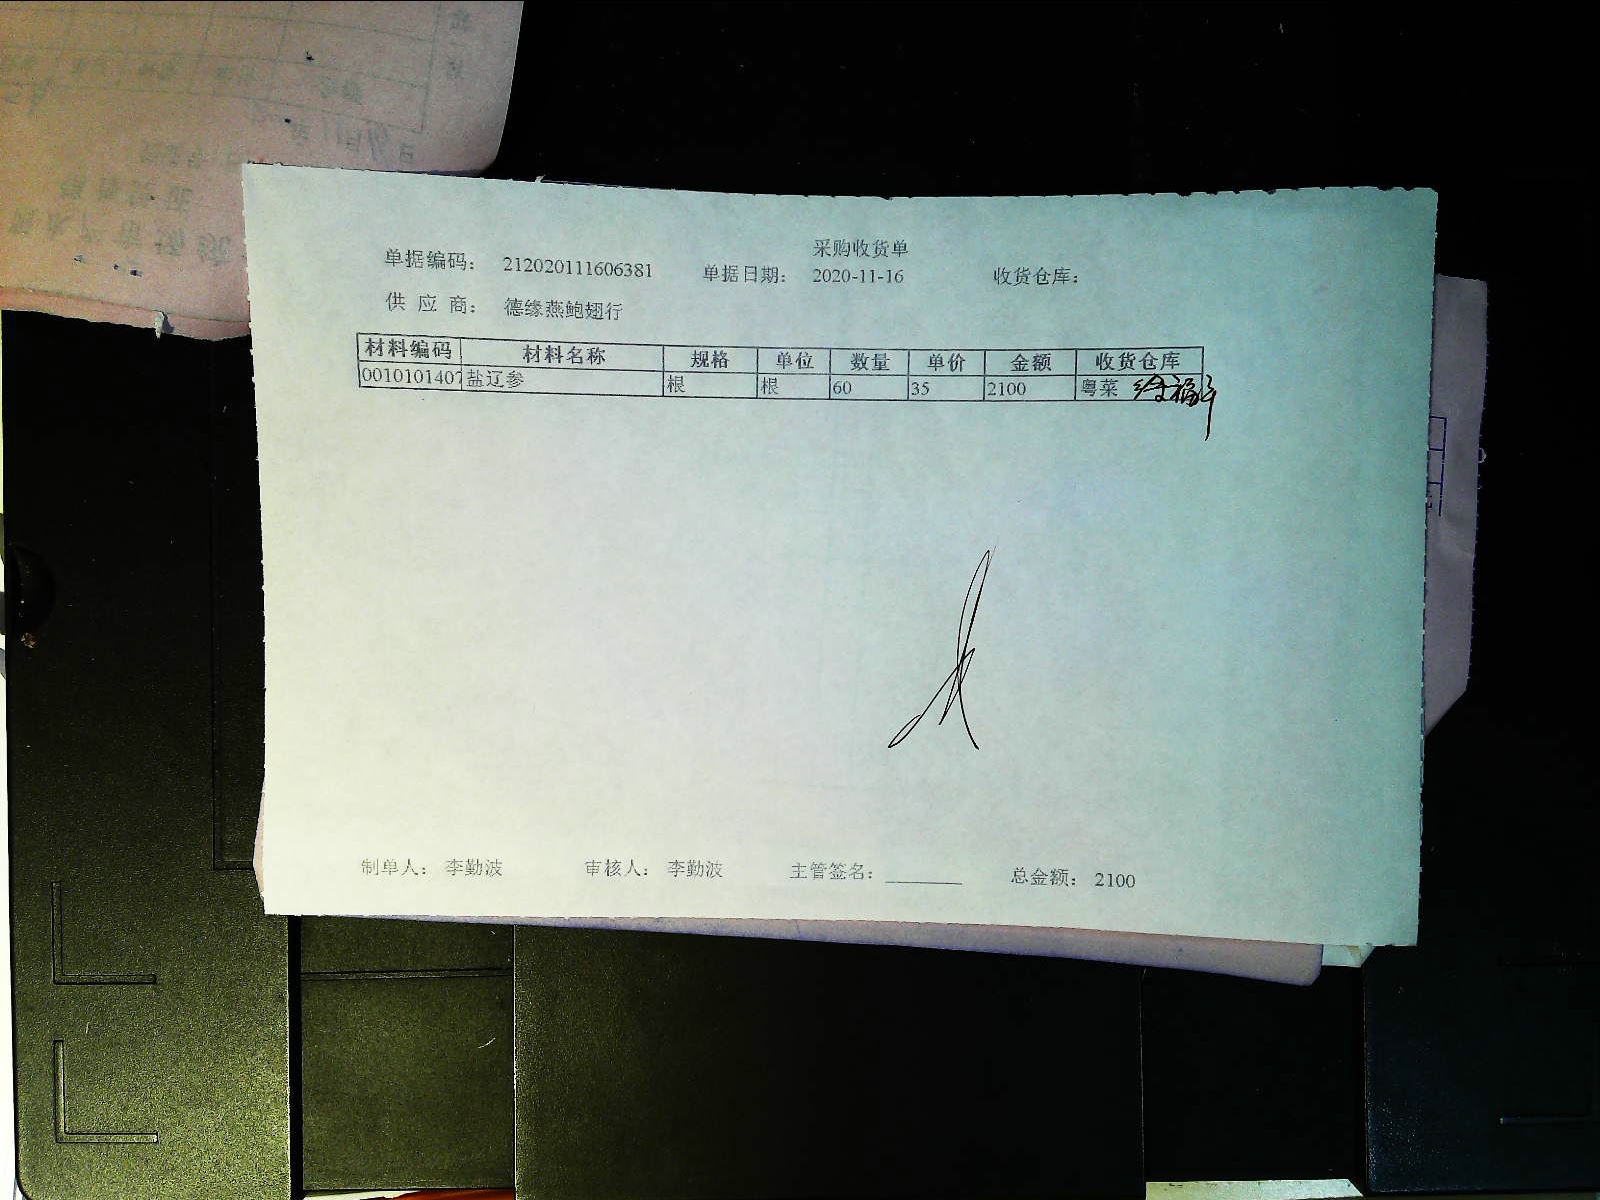 采购收货单
单据编码： 212020111606381 单据日期： 2020-11-16 收货仓库：
供 应 商： 德缘燕鲍翅行
材料编码 材料名称 规格 单位 数量 单价 金额 收货仓库
0010101407 盐辽参 根 根 60 35 2100 粤菜
制单人： 李勤波 审核人： 李勤波 主管签名： 总金额： 2100